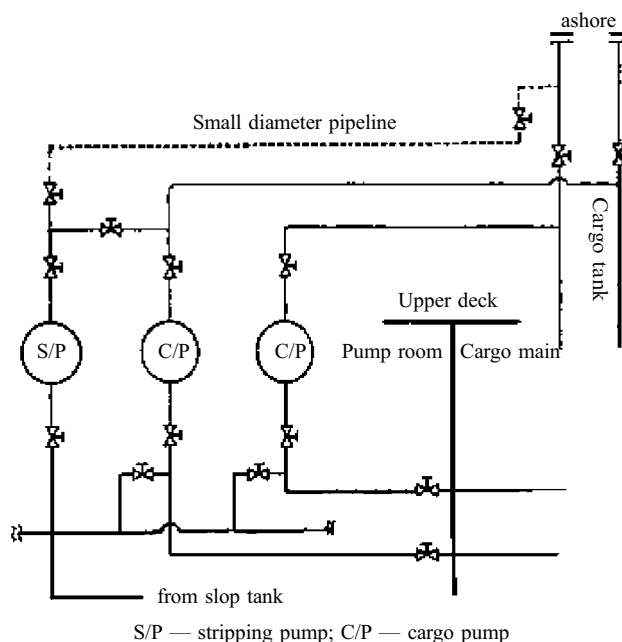 ashore
Small diameter pipeline
Cargo tank
Upper deck
S/P
C/P
C/P
Pump room
Cargo main
from slop tank
S/P — stripping pump; C/P — cargo pump